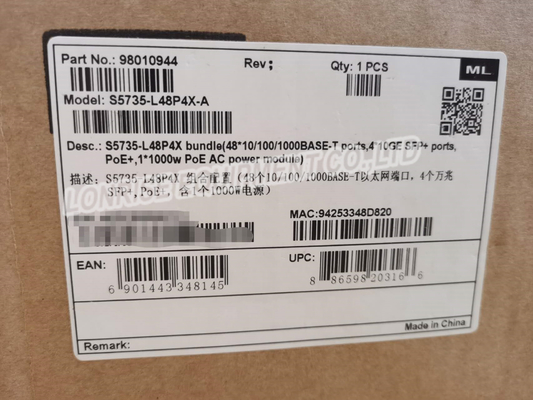 Part No.: 98010944
Rev:
Qty: 1 PCS
ML
Model: S5735-L48P4X-A
Desc.: S5735-L48P4X bundle(48*10/100/1000BASE-T ports,4*10GE SFP+ ports,
PoE+,1*1000w PoE AC power module)
描述: S5735-L48P4X 组合配置 (48个10/100/1000BASE-T以太网端口, 4个万兆
SFP+, PoE+, 含1个1000W电源)
MAC:94253348D820
EAN:
6 901443 348145
UPC:
8 86598 20316 6
Made in China
Remark: